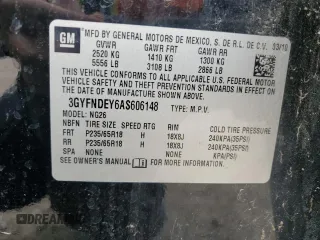 GM
MFD BY GENERAL MOTORS DE MEXICO, S. DE R.L. DE C.V. 03/10
GVWR GAWR FRT GAWR RR
2520 KG 1410 KG 1300 KG
5556 LB 3108 LB 2866 LB
THIS VEHICLE CONFORMS TO ALL APPLICABLE U.S. FEDERAL MOTOR
VEHICLE SAFETY AND THEFT PREVENTION STANDARDS IN EFFECT
ON THE DATE OF MANUFACTURE SHOWN ABOVE.
3GYFNDEY6AS606148 TYPE: M.P.V.
MODEL: NG26
TIRE SIZE SPEED RTG RIM COLD TIRE PRESSURE
FRT P235/65R18 H 18X8J 240KPA(35PSI)
RR P235/65R18 H 18X8J 240KPA(35PSI)
SPA NONE NONE KPA(PSI)
SEE OWNER'S MANUAL FOR MORE INFORMATION.